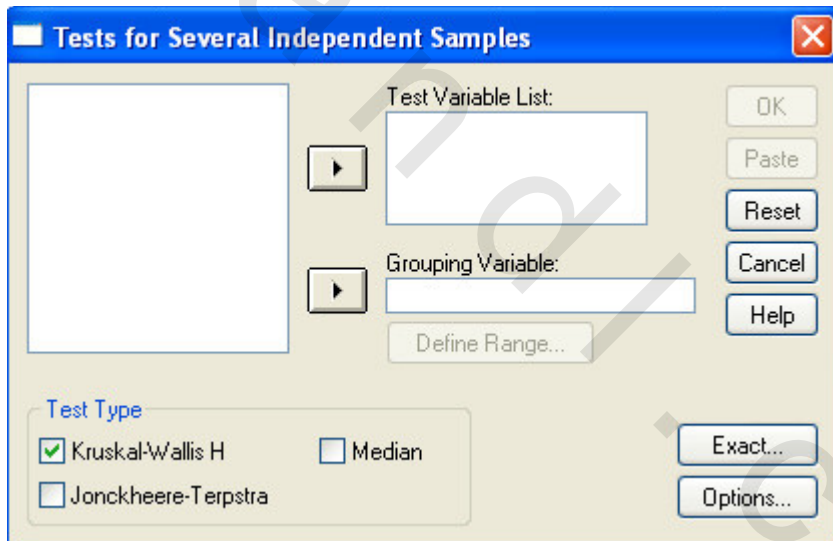 Tests for Several Independent Samples
Test Variable List:
OK
Paste
Reset
Grouping Variable:
Cancel
Help
Define Range...
Test Type
Kruskal-Wallis H
Median
Jonckheere-Terpstra
Exact...
Options...